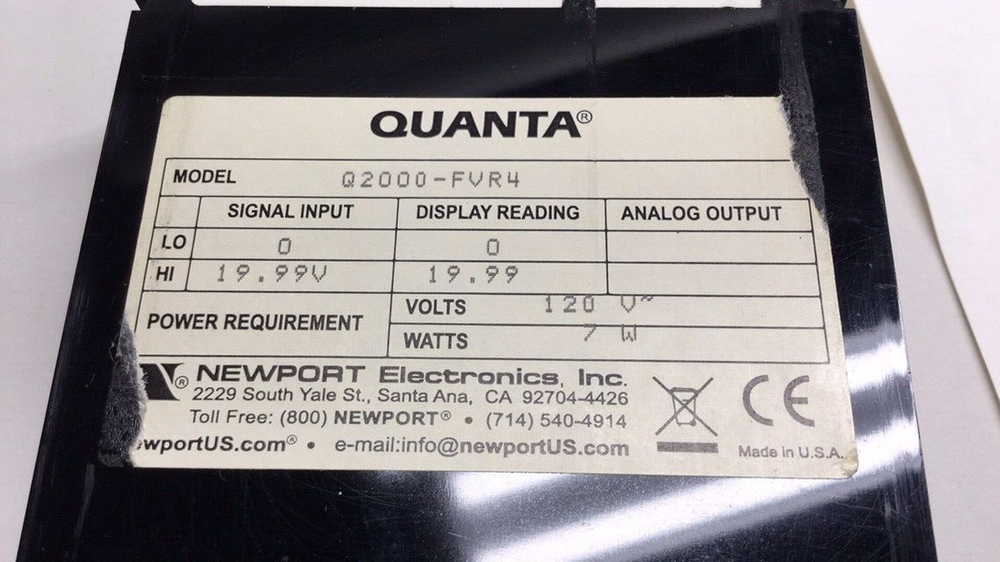 QUANTA®
MODEL Q2000-FVR4
SIGNAL INPUT DISPLAY READING ANALOG OUTPUT
LO 0 0
HI 19.99V 19.99
POWER REQUIREMENT
VOLTS 120 V~
WATTS 7 W
® NEWPORT Electronics, Inc.
2229 South Yale St., Santa Ana, CA 92704-4426
Toll Free: (800) NEWPORT® • (714) 540-4914
wportUS.com® • e-mail:info@newportUS.com
CE
Made in U.S.A.